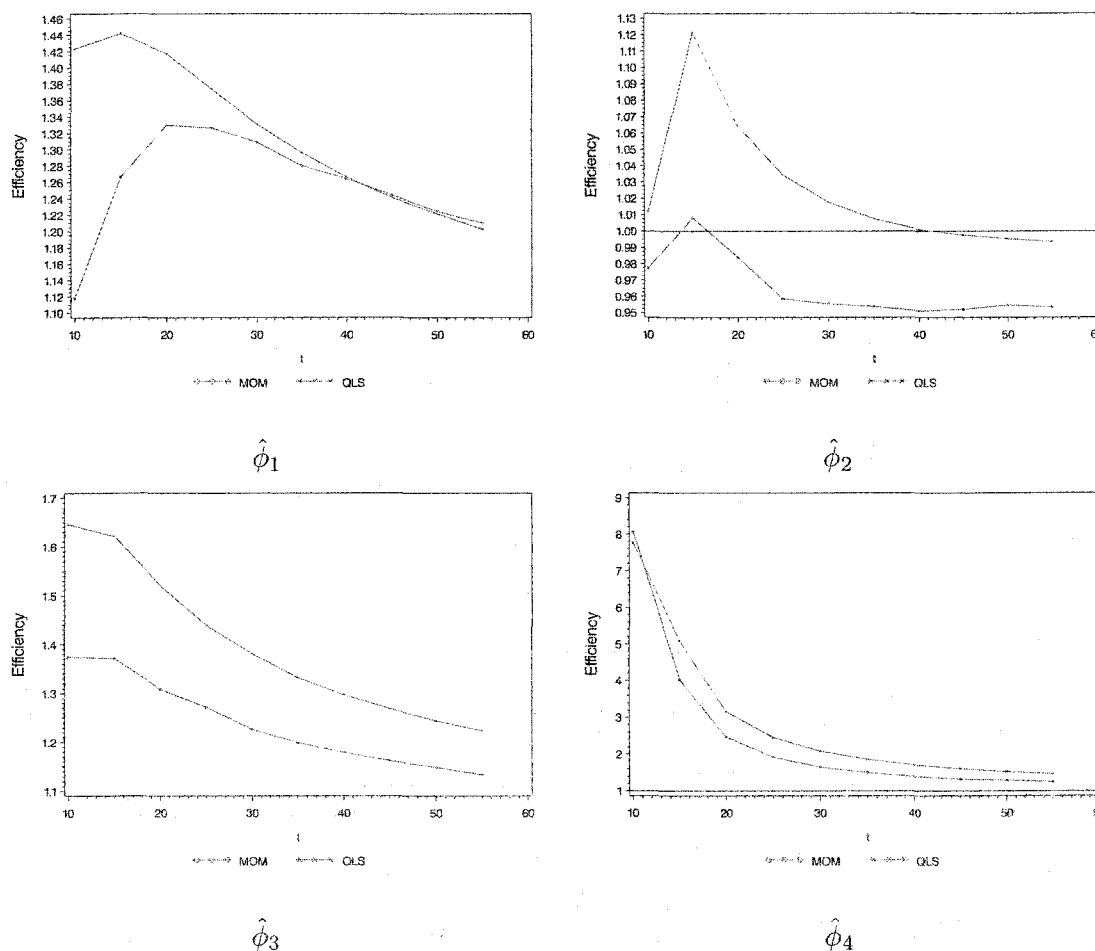 1.46
1.44
1.42
1.40
1.38
1.36
1.34
1.32
1.30
1.28
1.26
1.24
1.22
1.20
1.18
1.16
1.14
1.12
1.10
Efficiency
10 20 30 40 50 60
t
MOM QLS
φ̂1
1.13
1.12
1.11
1.10
1.09
1.08
1.07
1.06
1.05
1.04
1.03
1.02
1.01
1.00
0.99
0.98
0.97
0.96
0.95
Efficiency
10 20 30 40 50
t
MOM QLS
φ̂2
1.7
1.6
1.5
1.4
1.3
1.2
1.1
Efficiency
10 20 30 40 50 60
t
MOM QLS
φ̂3
9
8
7
6
5
4
3
2
1
Efficiency
10 20 30 40 50
t
MOM QLS
φ̂4